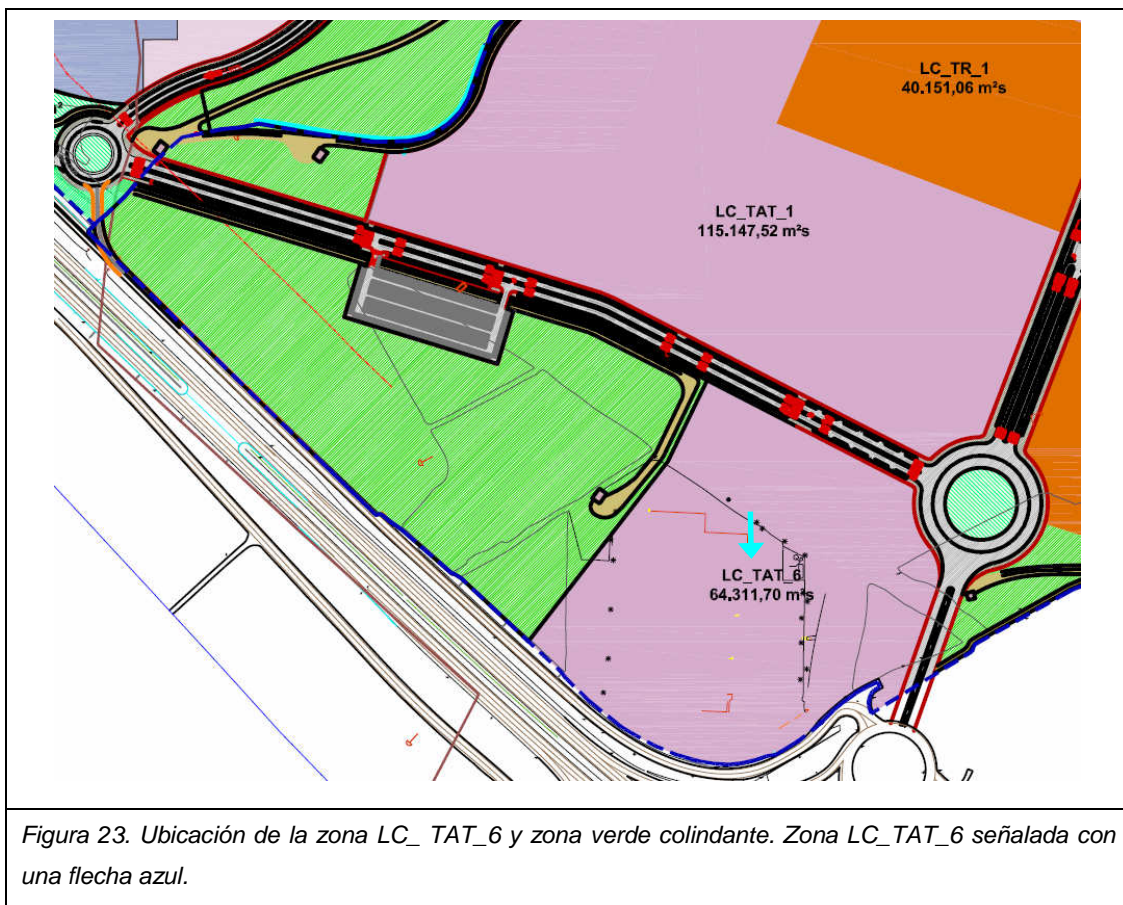 LC_TR_1
40.151,06 m²s
LC_TAT_1
115.147,52 m²s
LC_TAT_6
64.311,70 m²s
Figura 23. Ubicación de la zona LC_ TAT_6 y zona verde colindante. Zona LC_TAT_6 señalada con
una flecha azul.